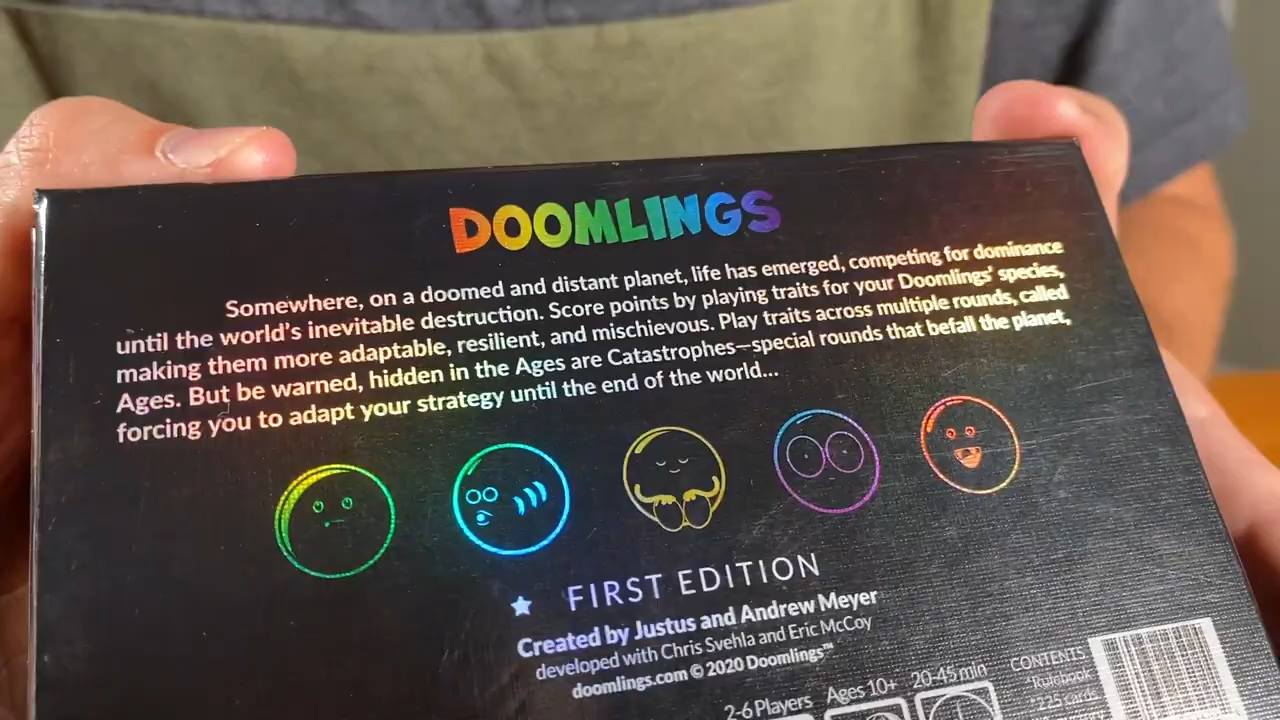 DOOMLINGS
Somewhere, on a doomed and distant planet, life has emerged, competing for dominance
until the world's inevitable destruction. Score points by playing traits for your Doomlings' species,
making them more adaptable, resilient, and mischievous. Play traits across multiple rounds, called
Ages. But be warned, hidden in the Ages are Catastrophes—special rounds that befall the planet,
forcing you to adapt your strategy until the end of the world...
FIRST EDITION
Created by Justus and Andrew Meyer
developed with Chris Svehla and Eric McCoy
doomlings.com © 2020 Doomlings™
2-6 Players Ages 10+ 20-45 min
CONTENTS
*Rulebook
*225 cards